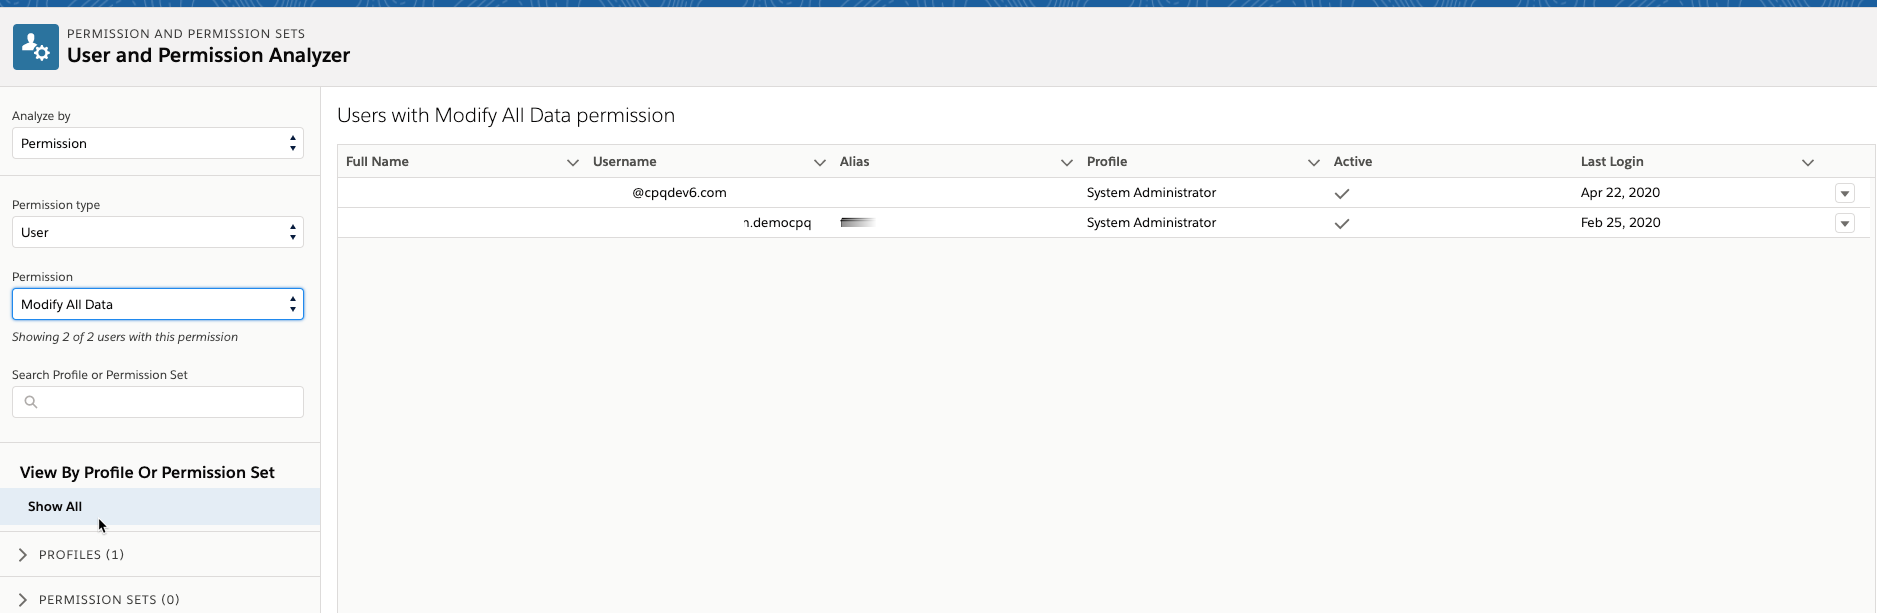 PERMISSION AND PERMISSION SETS
User and Permission Analyzer
Analyze by
Permission
Permission type
User
Permission
Modify All Data
Showing 2 of 2 users with this permission
Search Profile or Permission Set
View By Profile Or Permission Set
Show All
PROFILES (1)
PERMISSION SETS (0)
Users with Modify All Data permission
Full Name Username Alias Profile Active Last Login
@cpqdev6.com System Administrator Apr 22, 2020
.democpq System Administrator Feb 25, 2020